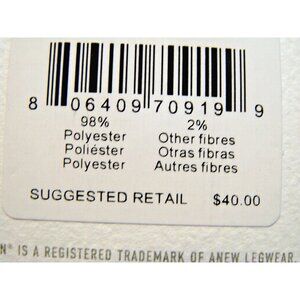 8 06409 70919 9
98% 2%
Polyester Other fibres
Poliéster Otras fibras
Polyester Autres fibres
SUGGESTED RETAIL $40.00
N® IS A REGISTERED TRADEMARK OF ANEW LEGWEAR.